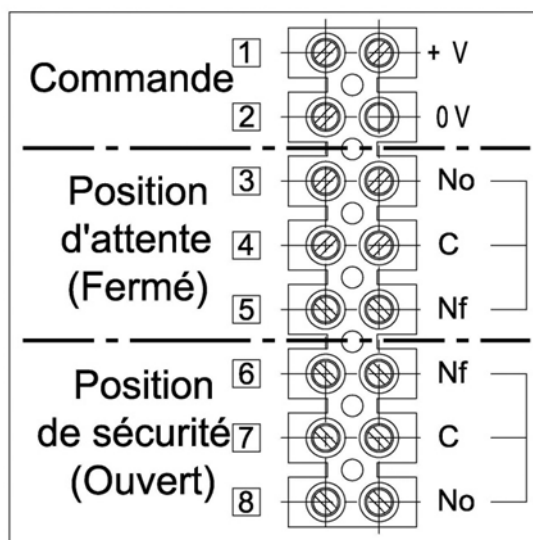 Commande
1 + V
2 0 V
Position
d'attente
(Fermé)
3 No
4 C
5 Nf
Position
de sécurité
(Ouvert)
6 Nf
7 C
8 No